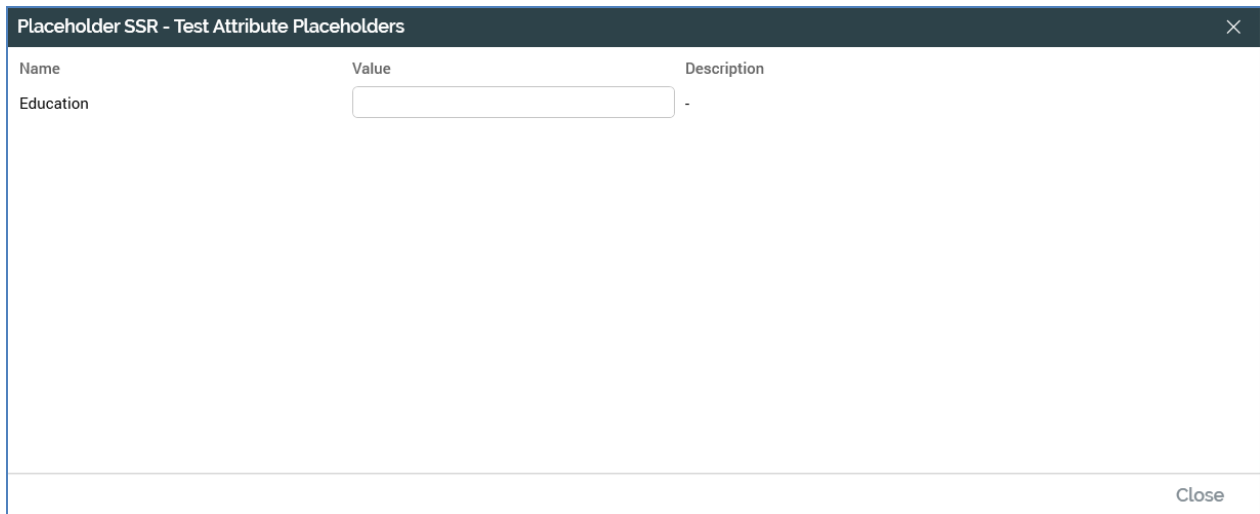 Placeholder SSR - Test Attribute Placeholders
Name Value Description
Education -
Close